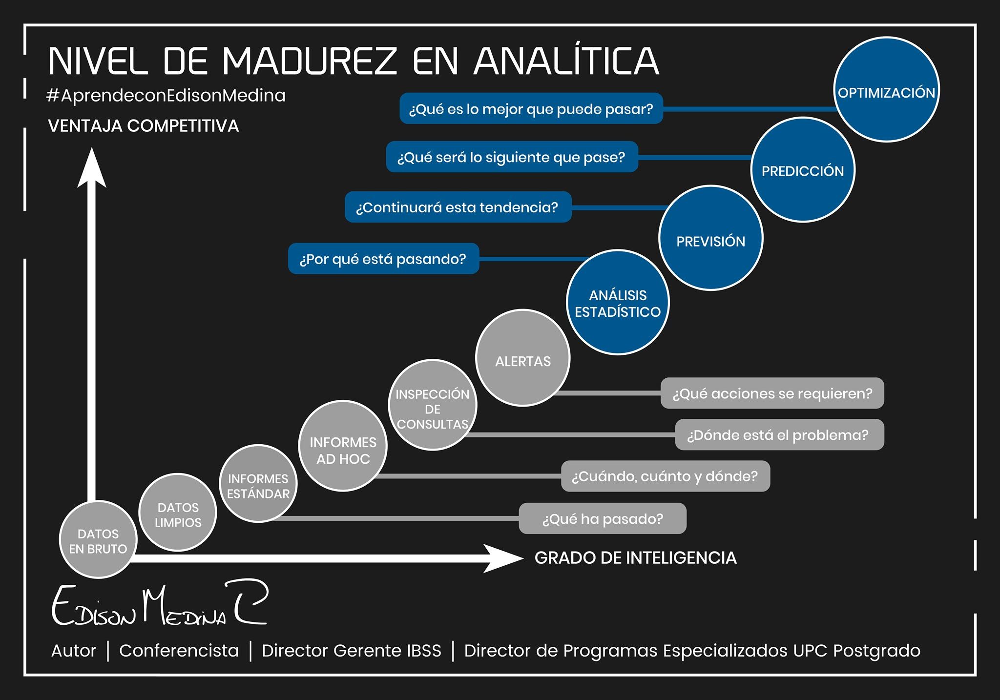 NIVEL DE MADUREZ EN ANALÍTICA
#AprendeconEdisonMedina
VENTAJA COMPETITIVA
¿Qué es lo mejor que puede pasar?
OPTIMIZACIÓN
¿Qué será lo siguiente que pase?
PREDICCIÓN
¿Continuará esta tendencia?
PREVISIÓN
¿Por qué está pasando?
ANÁLISIS
ESTADÍSTICO
ALERTAS
¿Qué acciones se requieren?
INSPECCIÓN
DE
CONSULTAS
¿Dónde está el problema?
INFORMES
AD HOC
¿Cuándo, cuánto y dónde?
INFORMES
ESTÁNDAR
¿Qué ha pasado?
DATOS
LIMPIOS
DATOS
EN BRUTO
GRADO DE INTELIGENCIA
EDISON MEDINA P
Autor | Conferencista | Director Gerente IBSS | Director de Programas Especializados UPC Postgrado